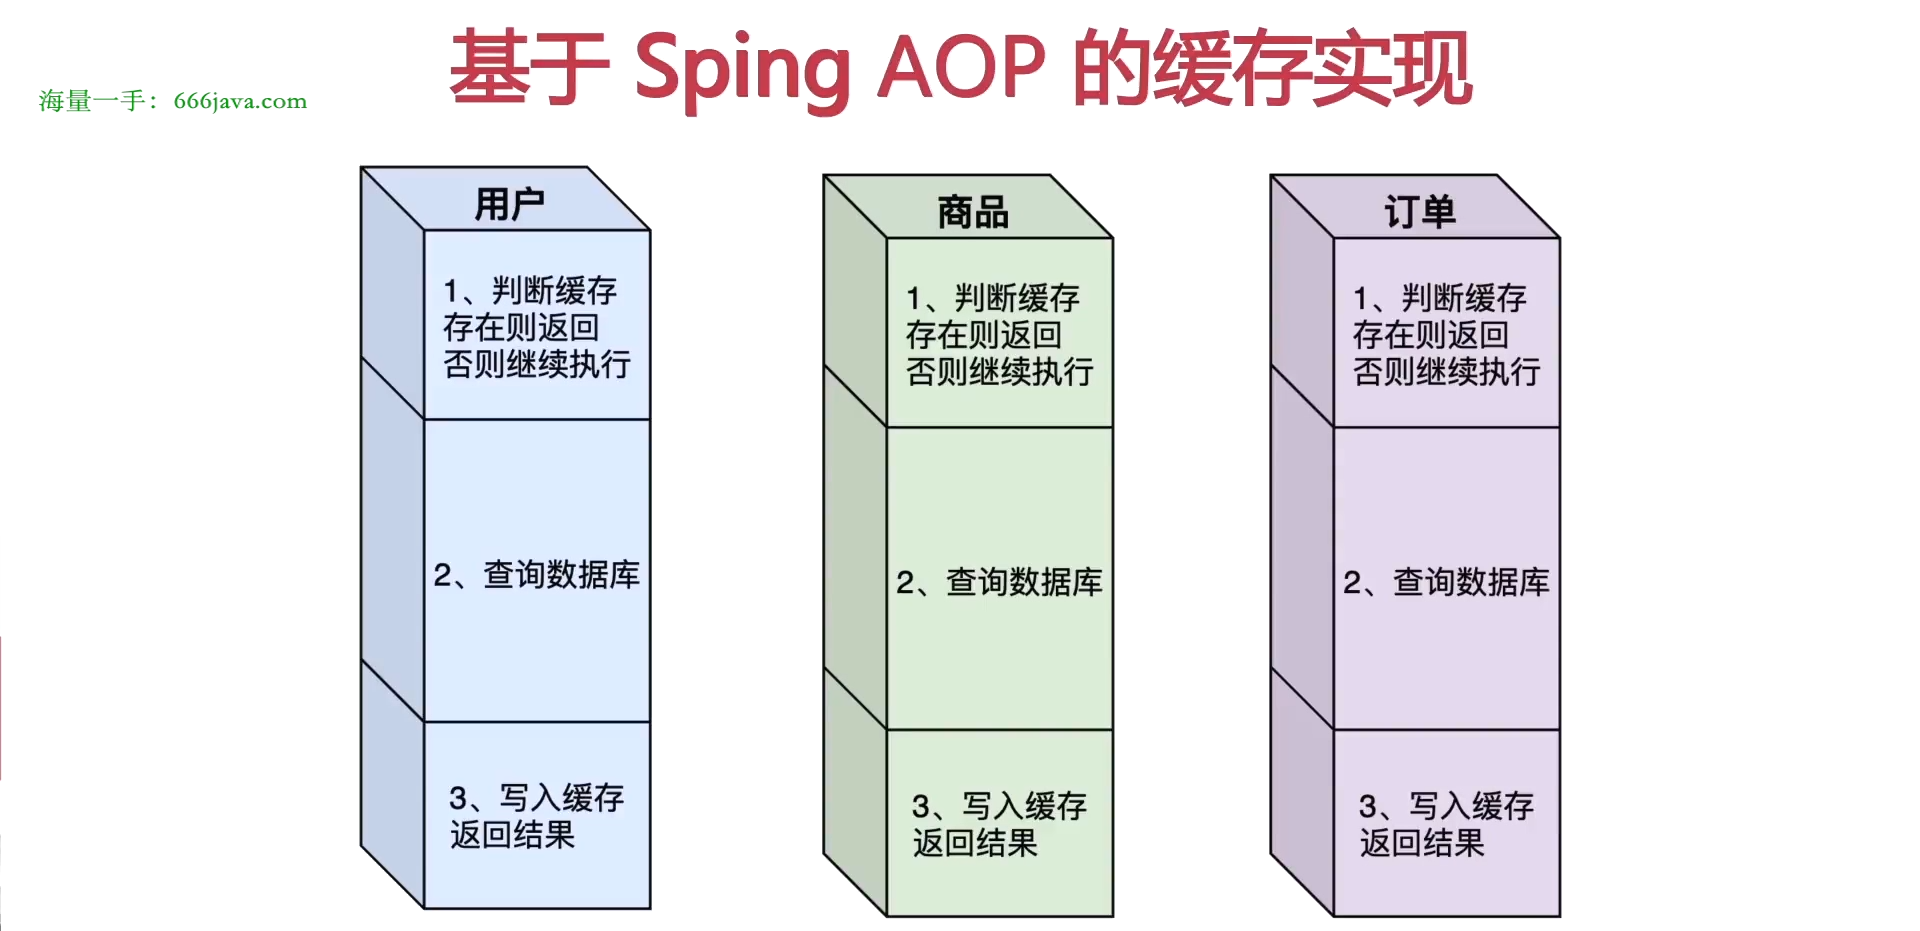 基于 Sping AOP 的缓存实现
海量一手：666java.com
用户
1、判断缓存
存在则返回
否则继续执行
2、查询数据库
3、写入缓存
返回结果
商品
1、判断缓存
存在则返回
否则继续执行
2、查询数据库
3、写入缓存
返回结果
订单
1、判断缓存
存在则返回
否则继续执行
2、查询数据库
3、写入缓存
返回结果